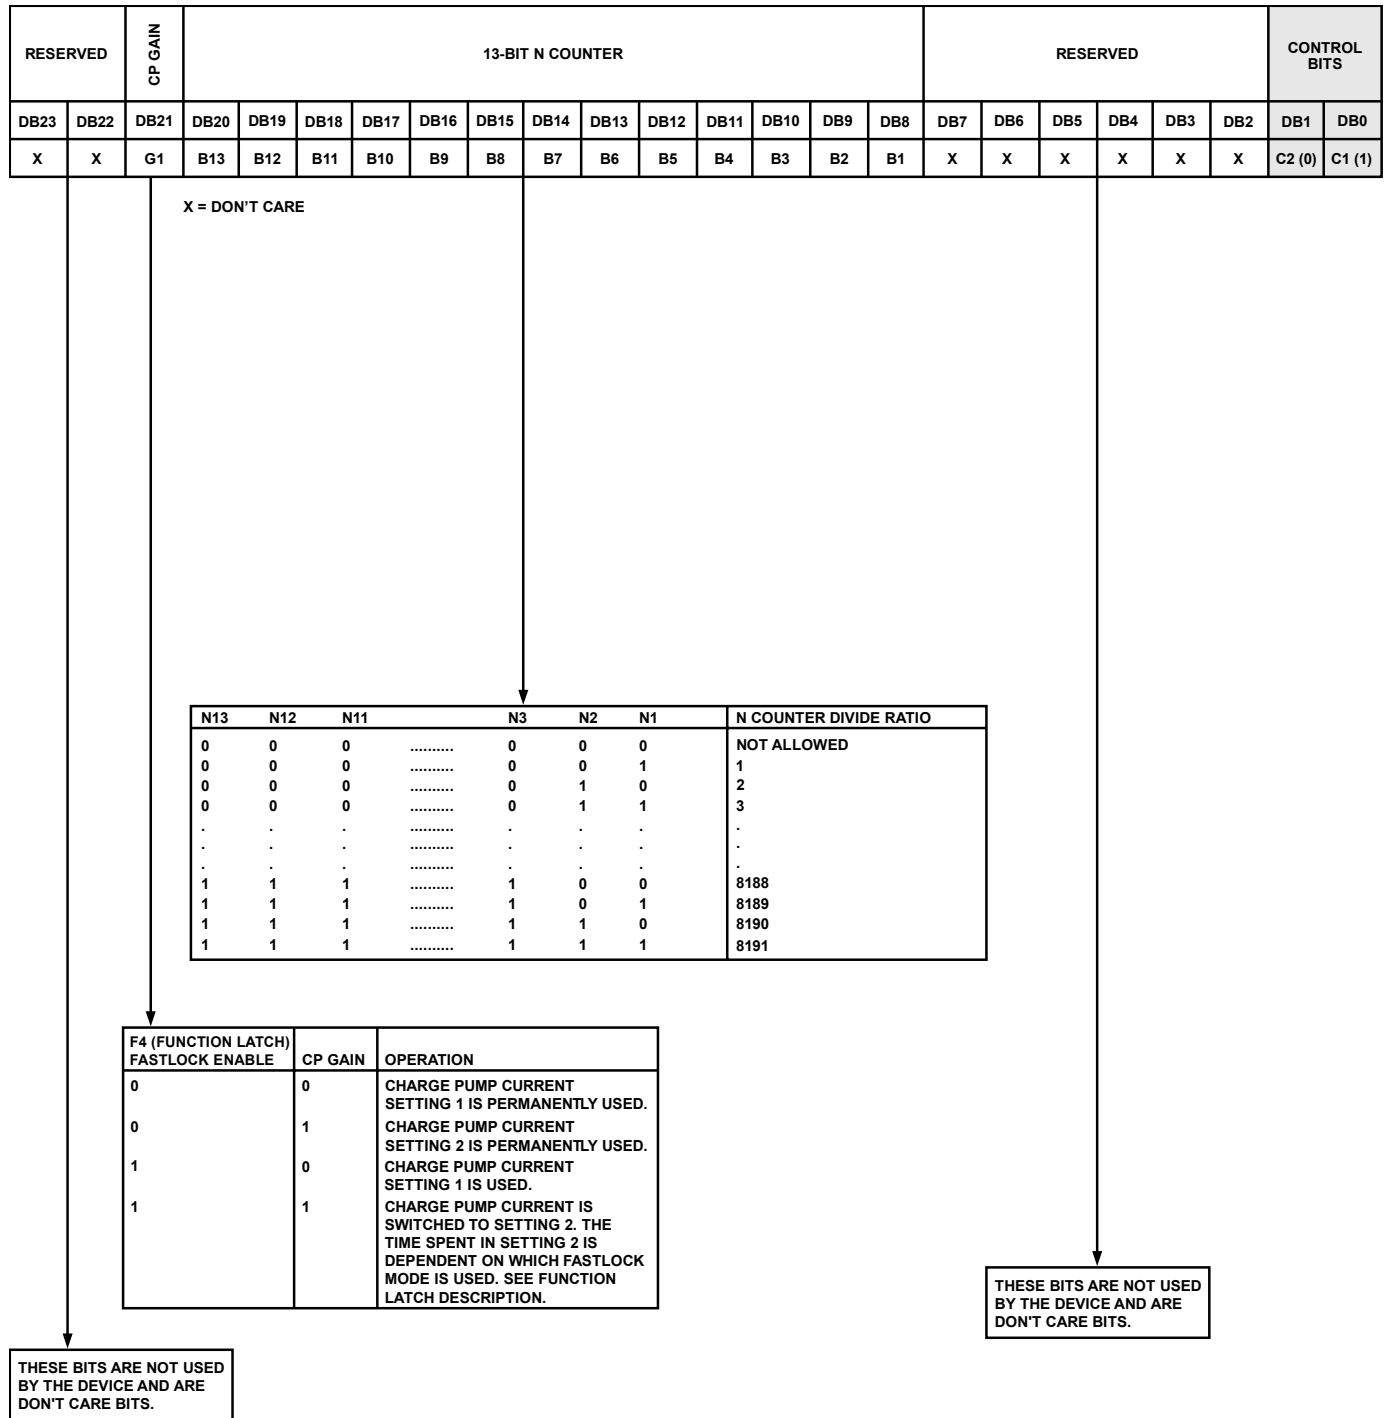 RESERVED CP GAIN 13-BIT N COUNTER RESERVED CONTROL
BITS
DB23 DB22 DB21 DB20 DB19 DB18 DB17 DB16 DB15 DB14 DB13 DB12 DB11 DB10 DB9 DB8 DB7 DB6 DB5 DB4 DB3 DB2 DB1 DB0
X X G1 B13 B12 B11 B10 B9 B8 B7 B6 B5 B4 B3 B2 B1 X X X X X X C2 (0) C1 (1)
X = DON'T CARE
N13 N12 N11 N3 N2 N1 N COUNTER DIVIDE RATIO
0 0 0 .......... 0 0 0 NOT ALLOWED
0 0 0 .......... 0 0 1 1
0 0 0 .......... 0 1 0 2
0 0 0 .......... 0 1 1 3
. . . .......... . . . .
. . . .......... . . . .
. . . .......... . . . .
1 1 1 .......... 1 0 0 8188
1 1 1 .......... 1 0 1 8189
1 1 1 .......... 1 1 0 8190
1 1 1 .......... 1 1 1 8191
F4 (FUNCTION LATCH)
FASTLOCK ENABLE CP GAIN OPERATION
0 0 CHARGE PUMP CURRENT
SETTING 1 IS PERMANENTLY USED.
0 1 CHARGE PUMP CURRENT
SETTING 2 IS PERMANENTLY USED.
1 0 CHARGE PUMP CURRENT
SETTING 1 IS USED.
1 1 CHARGE PUMP CURRENT IS
SWITCHED TO SETTING 2. THE
TIME SPENT IN SETTING 2 IS
DEPENDENT ON WHICH FASTLOCK
MODE IS USED. SEE FUNCTION
LATCH DESCRIPTION.
THESE BITS ARE NOT USED
BY THE DEVICE AND ARE
DON'T CARE BITS.
THESE BITS ARE NOT USED
BY THE DEVICE AND ARE
DON'T CARE BITS.